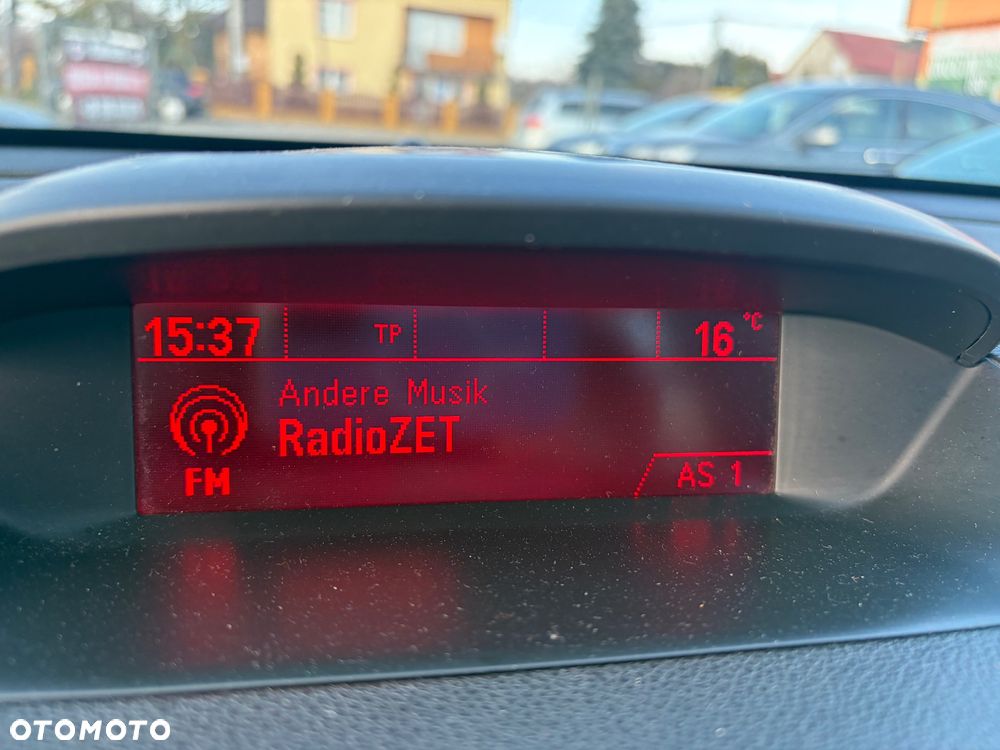 15:37 TP 16 °C
Andere Musik
RadioZET
FM
AS 1
OTOMOTO